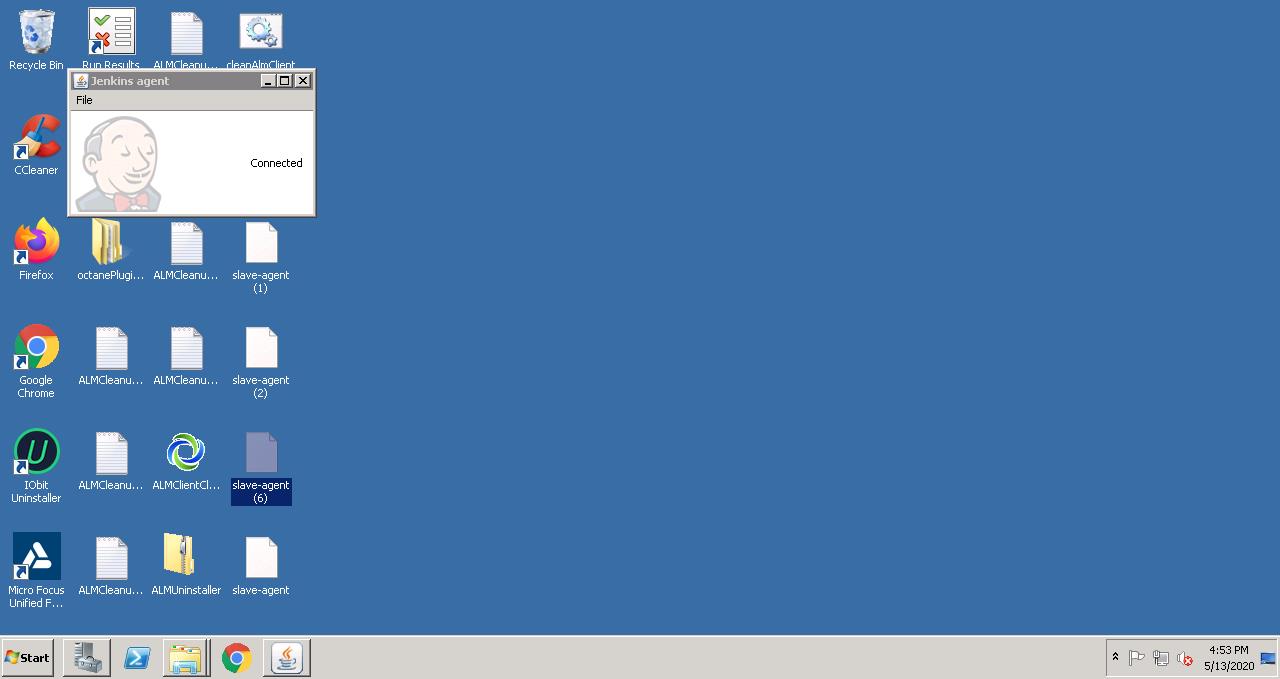 Recycle Bin
Run Results
ALMCleanu...
cleanAlmClient
Jenkins agent
File
Connected
CCleaner
Firefox
octanePlugi...
ALMCleanu...
slave-agent
(1)
Google
Chrome
ALMCleanu...
ALMCleanu...
slave-agent
(2)
IObit
Uninstaller
ALMCleanu...
ALMClientCl...
slave-agent
(6)
Micro Focus
Unified F...
ALMCleanu...
ALMUninstaller
slave-agent
Start
4:53 PM
5/13/2020